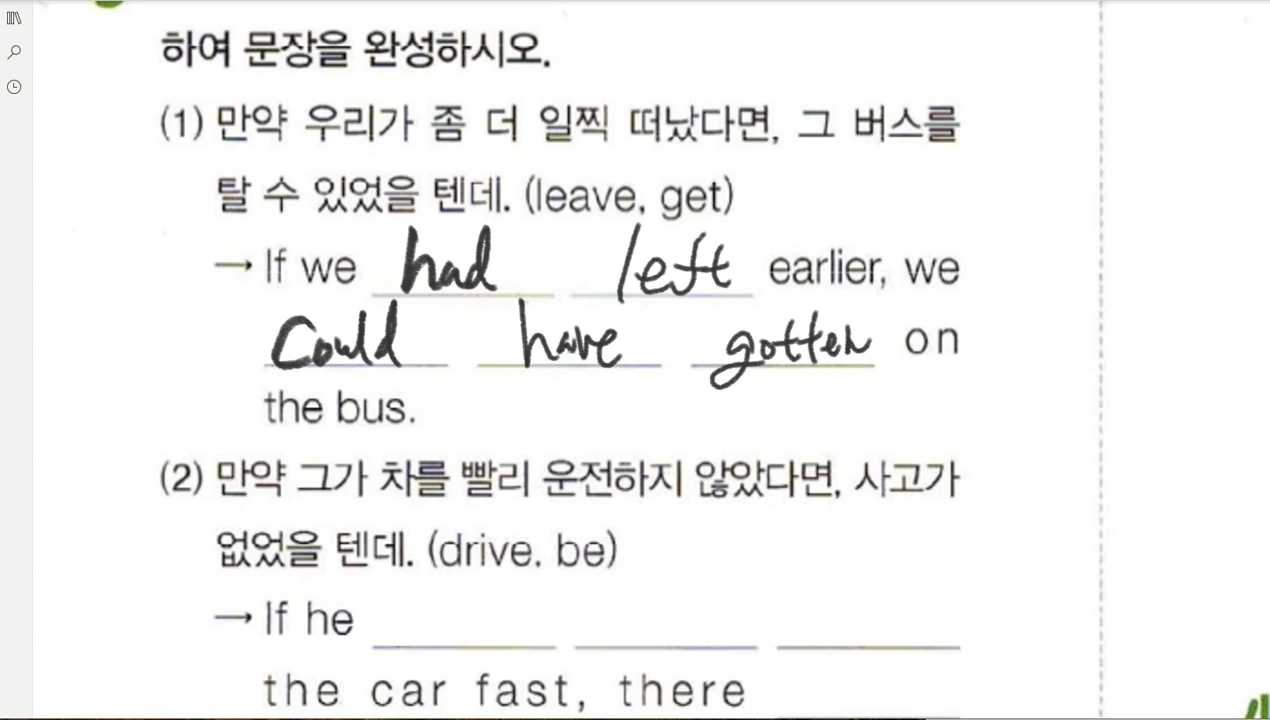 하여 문장을 완성하시오.
(1) 만약 우리가 좀 더 일찍 떠났다면, 그 버스를
탈 수 있었을 텐데. (leave, get)
→ If we had left earlier, we
Could have gotten on
the bus.
(2) 만약 그가 차를 빨리 운전하지 않았다면, 사고가
없었을 텐데. (drive. be)
→ If he
the car fast, there